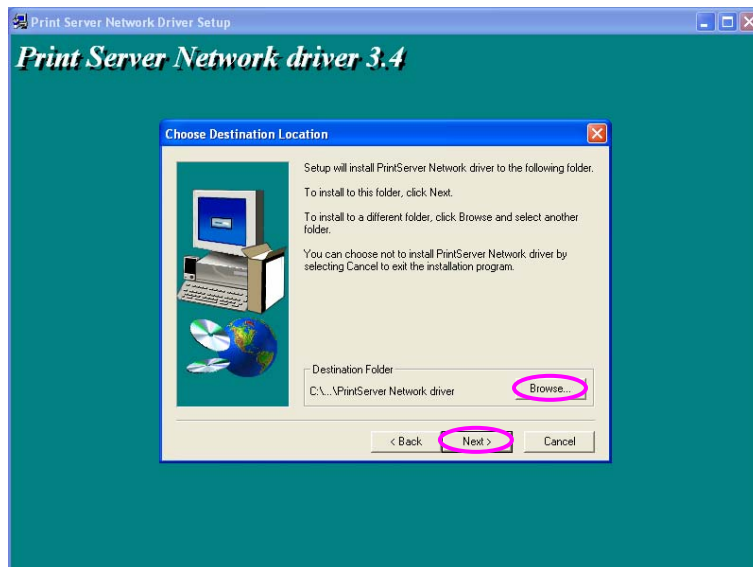 Print Server Network Driver Setup
Print Server Network driver 3.4
Choose Destination Location
Setup will install PrintServer Network driver to the following folder.
To install to this folder, click Next.
To install to a different folder, click Browse and select another
folder.
You can choose not to install PrintServer Network driver by
selecting Cancel to exit the installation program.
Destination Folder
C:\...\PrintServer Network driver
Browse...
< Back
Next >
Cancel